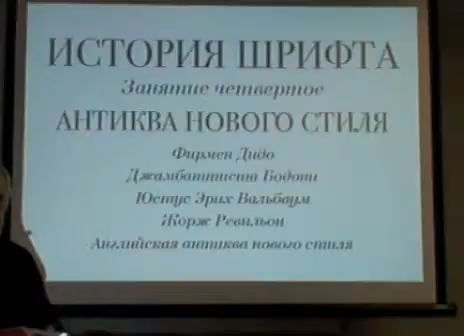 ИСТОРИЯ ШРИФТА
Занятие четвертое
АНТИКВА НОВОГО СТИЛЯ
Фирмен Дидо
Джамбаттиста Бодони
Юстус Эрих Вальбаум
Жорж Ревильон
Английская антиква нового стиля